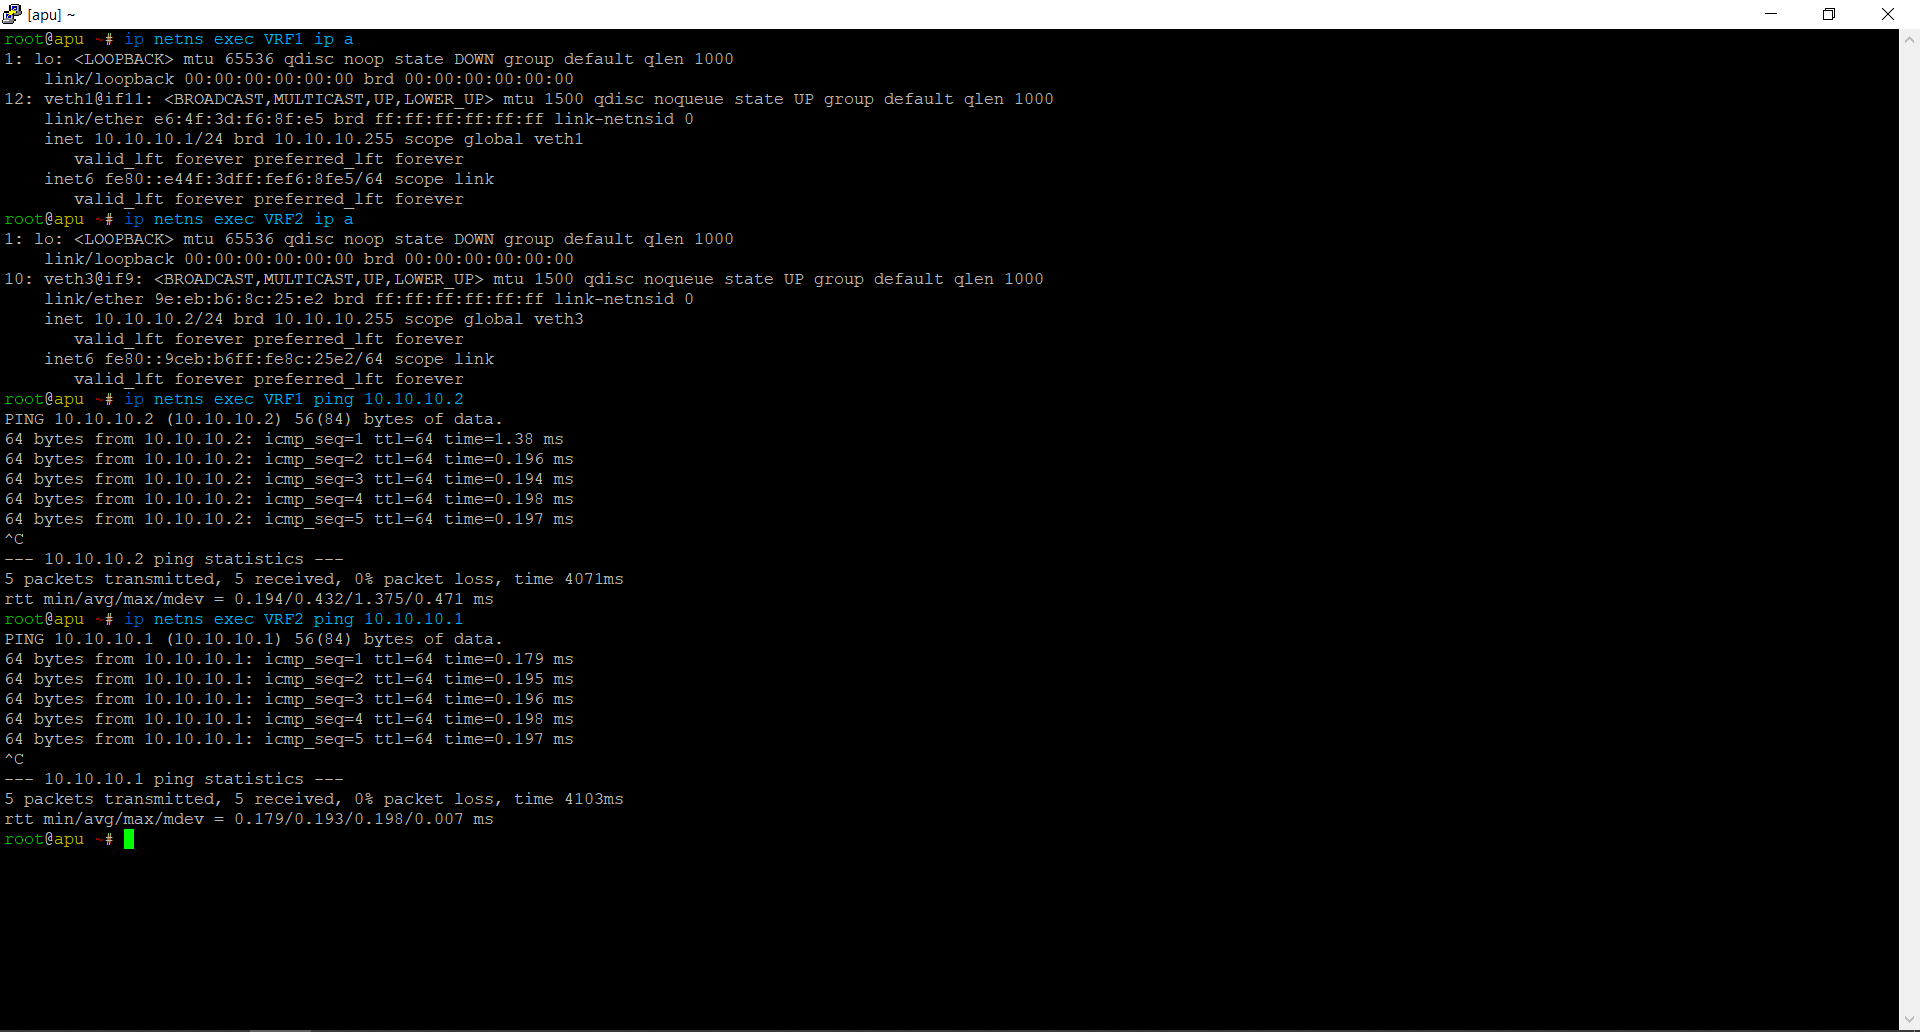 [apu] ~
root@apu ~# ip netns exec VRF1 ip a
1: lo: <LOOPBACK> mtu 65536 qdisc noop state DOWN group default qlen 1000
    link/loopback 00:00:00:00:00:00 brd 00:00:00:00:00:00
12: veth1@if11: <BROADCAST,MULTICAST,UP,LOWER_UP> mtu 1500 qdisc noqueue state UP group default qlen 1000
    link/ether e6:4f:3d:f6:8f:e5 brd ff:ff:ff:ff:ff:ff link-netnsid 0
    inet 10.10.10.1/24 brd 10.10.10.255 scope global veth1
       valid_lft forever preferred_lft forever
    inet6 fe80::e44f:3dff:fef6:8fe5/64 scope link
       valid_lft forever preferred_lft forever
root@apu ~# ip netns exec VRF2 ip a
1: lo: <LOOPBACK> mtu 65536 qdisc noop state DOWN group default qlen 1000
    link/loopback 00:00:00:00:00:00 brd 00:00:00:00:00:00
10: veth3@if9: <BROADCAST,MULTICAST,UP,LOWER_UP> mtu 1500 qdisc noqueue state UP group default qlen 1000
    link/ether 9e:eb:b6:8c:25:e2 brd ff:ff:ff:ff:ff:ff link-netnsid 0
    inet 10.10.10.2/24 brd 10.10.10.255 scope global veth3
       valid_lft forever preferred_lft forever
    inet6 fe80::9ceb:b6ff:fe8c:25e2/64 scope link
       valid_lft forever preferred_lft forever
root@apu ~# ip netns exec VRF1 ping 10.10.10.2
PING 10.10.10.2 (10.10.10.2) 56(84) bytes of data.
64 bytes from 10.10.10.2: icmp_seq=1 ttl=64 time=1.38 ms
64 bytes from 10.10.10.2: icmp_seq=2 ttl=64 time=0.196 ms
64 bytes from 10.10.10.2: icmp_seq=3 ttl=64 time=0.194 ms
64 bytes from 10.10.10.2: icmp_seq=4 ttl=64 time=0.198 ms
64 bytes from 10.10.10.2: icmp_seq=5 ttl=64 time=0.197 ms
^C
--- 10.10.10.2 ping statistics ---
5 packets transmitted, 5 received, 0% packet loss, time 4071ms
rtt min/avg/max/mdev = 0.194/0.432/1.375/0.471 ms
root@apu ~# ip netns exec VRF2 ping 10.10.10.1
PING 10.10.10.1 (10.10.10.1) 56(84) bytes of data.
64 bytes from 10.10.10.1: icmp_seq=1 ttl=64 time=0.179 ms
64 bytes from 10.10.10.1: icmp_seq=2 ttl=64 time=0.195 ms
64 bytes from 10.10.10.1: icmp_seq=3 ttl=64 time=0.196 ms
64 bytes from 10.10.10.1: icmp_seq=4 ttl=64 time=0.198 ms
64 bytes from 10.10.10.1: icmp_seq=5 ttl=64 time=0.197 ms
^C
--- 10.10.10.1 ping statistics ---
5 packets transmitted, 5 received, 0% packet loss, time 4103ms
rtt min/avg/max/mdev = 0.179/0.193/0.198/0.007 ms
root@apu ~#